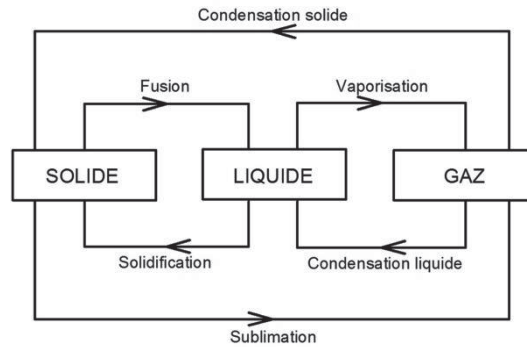 Condensation solide
Fusion
Vaporisation
SOLIDE
LIQUIDE
GAZ
Solidification
Condensation liquide
Sublimation